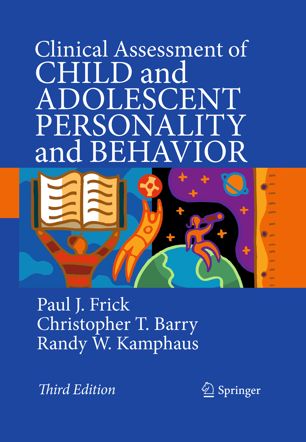 Clinical Assessment of
CHILD and
ADOLESCENT
PERSONALITY
and BEHAVIOR
Paul J. Frick
Christopher T. Barry
Randy W. Kamphaus
Third Edition
Springer